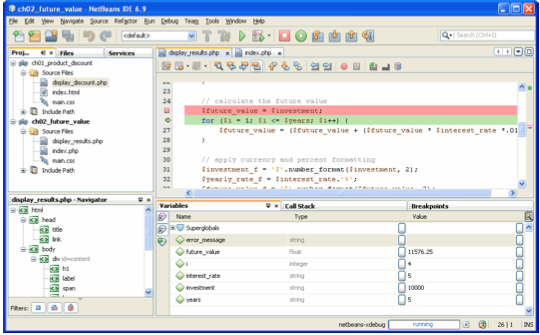 ch02_future_value - NetBeans IDE 6.9
File Edit View Navigate Source Refactor Run Debug Team Tools Window Help
<default>
Search (Ctrl+I)
Proj... Files Services
ch01_product_discount
Source Files
display_discount.php
index.html
main.css
Include Path
ch02_future_value
Source Files
display_results.php
index.php
main.css
Include Path
display_results.php index.php
23
24 // calculate the future value
$future_value = $investment;
for ($i = 1; $i <= $years; $i++) {
27 $future_value = ($future_value + ($future_value * $interest_rate *.01
28 }
29
30 // apply currency and percent formatting
31 $investment_f = '$'.number_format($investment, 2);
32 $yearly_rate_f = $interest_rate.'%';
display_results.php - Navigator
html
head
title
link
body
div id=content
h1
label
span
Filters:
Variables Call Stack Breakpoints
Name Type Value
Superglobals
error_message string
future_value float 11576.25
i integer 4
interest_rate string 5
investment string 10000
years string 5
netbeans-xdebug running 26 | 1 INS